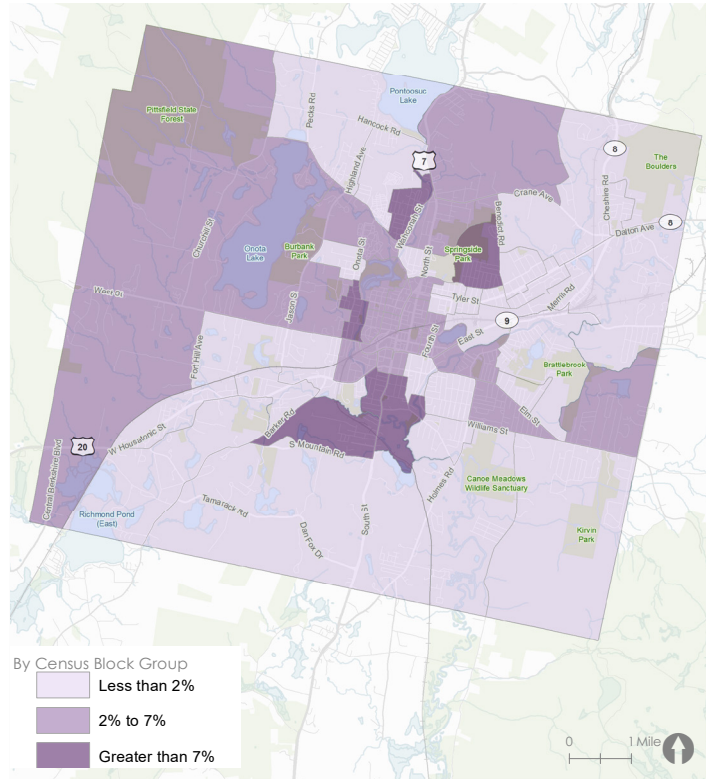 Pittsfield State
Forest
Pecks Rd
Pontoosuc
Lake
Hancock Rd
Highland Ave
7
8
The
Boulders
Cheshire Rd
Crane Ave
Benedict Rd
8
Dalton Ave
Churchill St
Onota
Lake
Burbank
Park
Onota St
Wahconah St
North St
Springside
Park
West St
Jason S
Tyler St
Merrill Rd
9
Fort Hill Ave
Fourth St
East St
Brattlebrook
Park
Elm St
Barker Rd
Williams St
W Housatonic St
S Mountain Rd
20
Central Berkshire Blvd
Holmes Rd
Canoe Meadows
Wildlife Sanctuary
Richmond Pond
(East)
Tamarack Rd
Dan Fox Dr
South St
Kirvin
Park
By Census Block Group
Less than 2%
2% to 7%
Greater than 7%
0 1 Mile